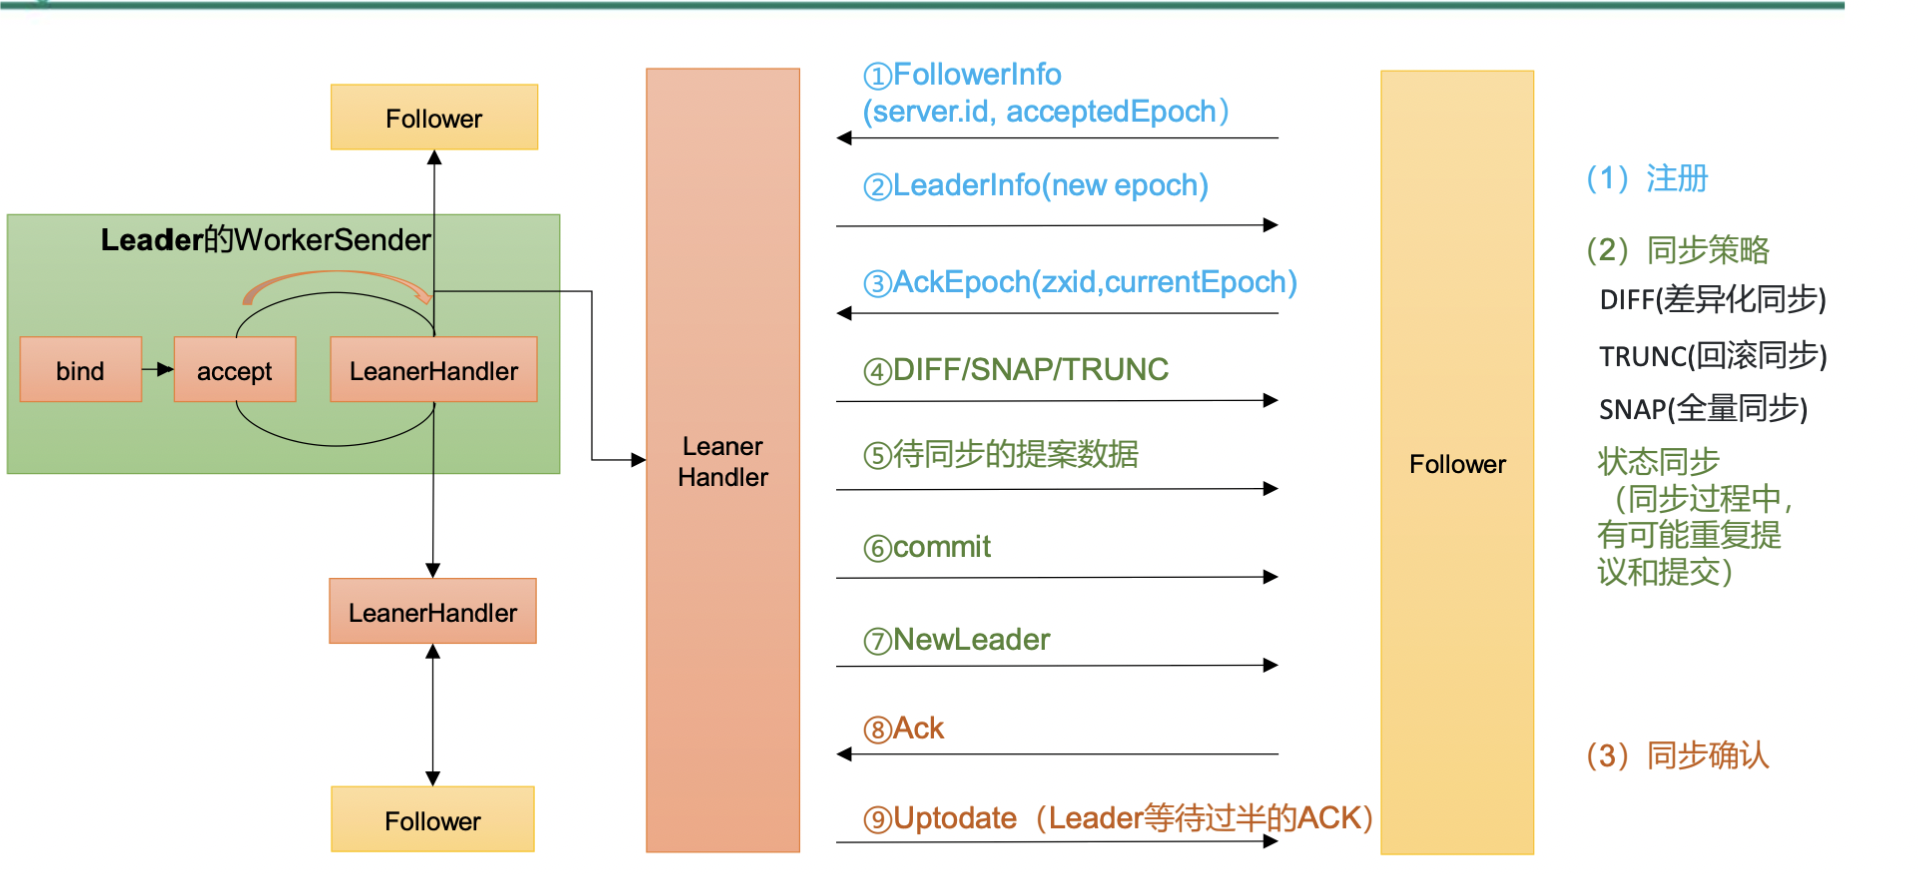 Follower
Leader的WorkerSender
bind
accept
LeanerHandler
LeanerHandler
Follower
Leaner
Handler
①FollowerInfo
(server.id, acceptedEpoch）
②LeaderInfo(new epoch)
③AckEpoch(zxid,currentEpoch)
④DIFF/SNAP/TRUNC
⑤待同步的提案数据
⑥commit
⑦NewLeader
⑧Ack
⑨Uptodate（Leader等待过半的ACK）
Follower
（1）注册
（2）同步策略
DIFF(差异化同步)
TRUNC(回滚同步)
SNAP(全量同步)
状态同步
（同步过程中，
有可能重复提
议和提交）
（3）同步确认